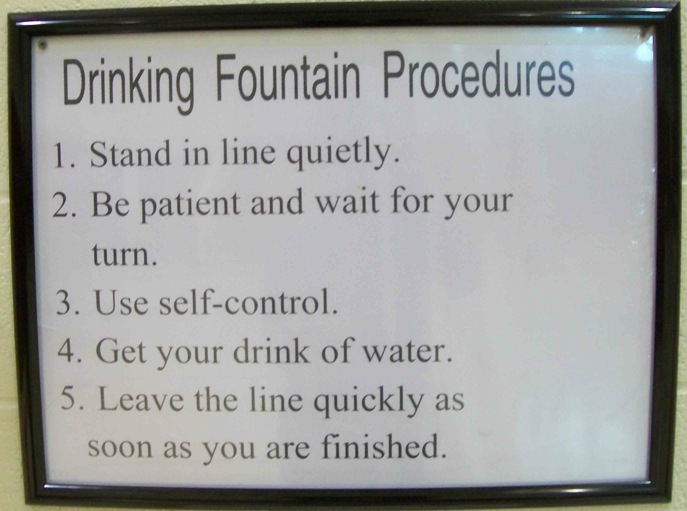 Drinking Fountain Procedures
1. Stand in line quietly.
2. Be patient and wait for your
turn.
3. Use self-control.
4. Get your drink of water.
5. Leave the line quickly as
soon as you are finished.